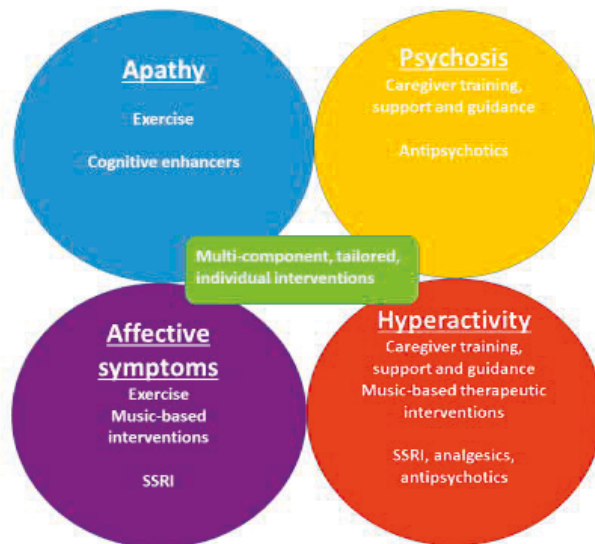 Apathy
Exercise
Cognitive enhancers
Psychosis
Caregiver training,
support and guidance
Antipsychotics
Multi-component, tailored,
individual interventions
Affective
symptoms
Exercise
Music-based
interventions
SSRI
Hyperactivity
Caregiver training,
support and guidance
Music-based therapeutic
interventions
SSRI, analgesics,
antipsychotics